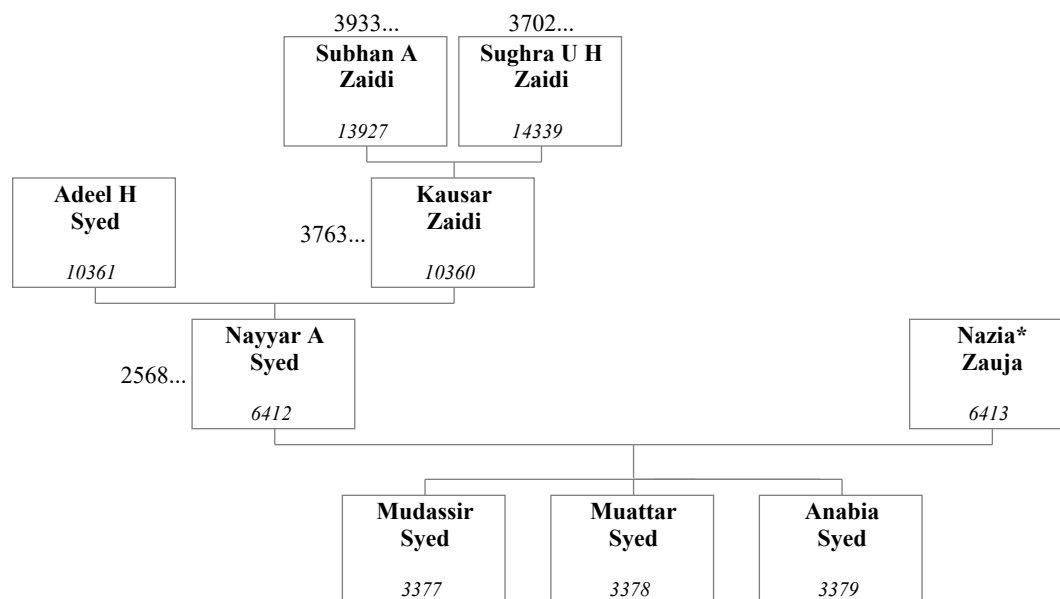 3933...
3702...
Subhan A
Zaidi
13927
Sughra U H
Zaidi
14339
Adeel H
Syed
10361
3763...
Kausar
Zaidi
10360
2568...
Nayyar A
Syed
6412
Nazia*
Zauja
6413
Mudassir
Syed
3377
Muattar
Syed
3378
Anabia
Syed
3379